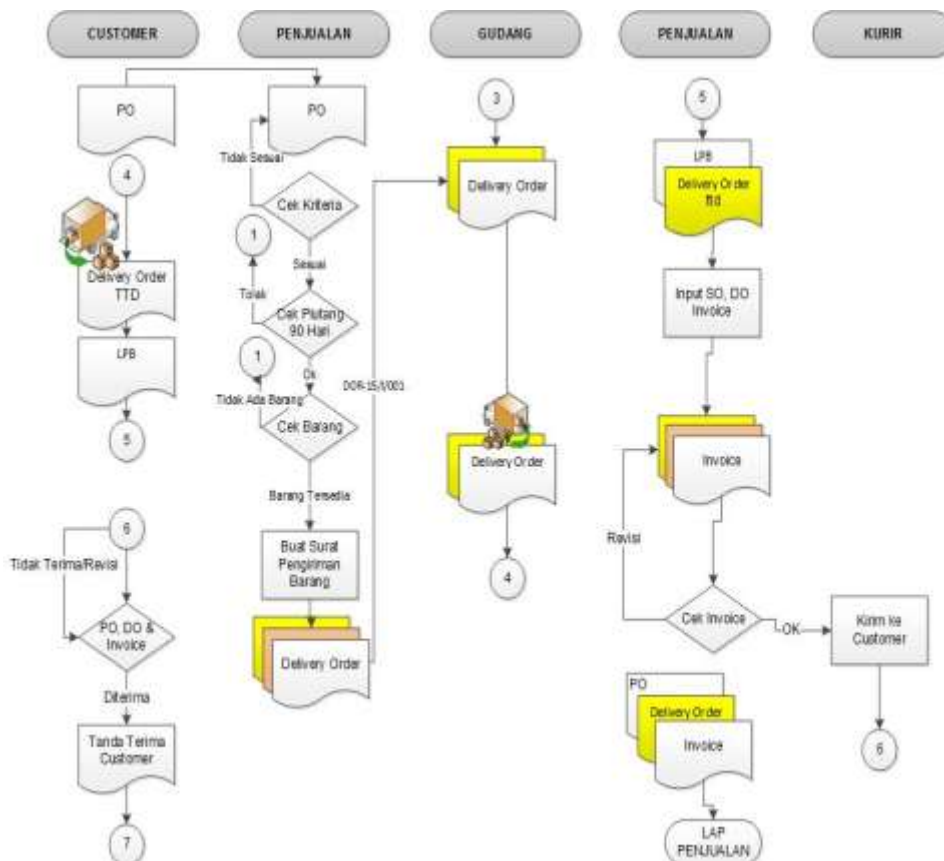 CUSTOMER
PENJUALAN
GUDANG
PENJUALAN
KURIR
PO
4
Delivery Order
TTD
LPB
5
6
Tidak Terima/Revisi
PO, DO &
Invoice
Diterima
Tanda Terima
Customer
7
PO
Tidak Sesuai
Cek Kriteria
1
Sesuai
Tolak
Cek Piutang
90 Hari
1
Ok
Tidak Ada Barang
Cek Barang
Barang Tersedia
Buat Surat
Pengiriman
Barang
Delivery Order
3
Delivery Order
Delivery Order
4
5
LPB
Delivery Order
ttd
Input SO, DO
Invoice
Invoice
Revisi
Cek Invoice
OK
PO
Delivery Order
Invoice
LAP
PENJUALAN
Kirim ke
Customer
6